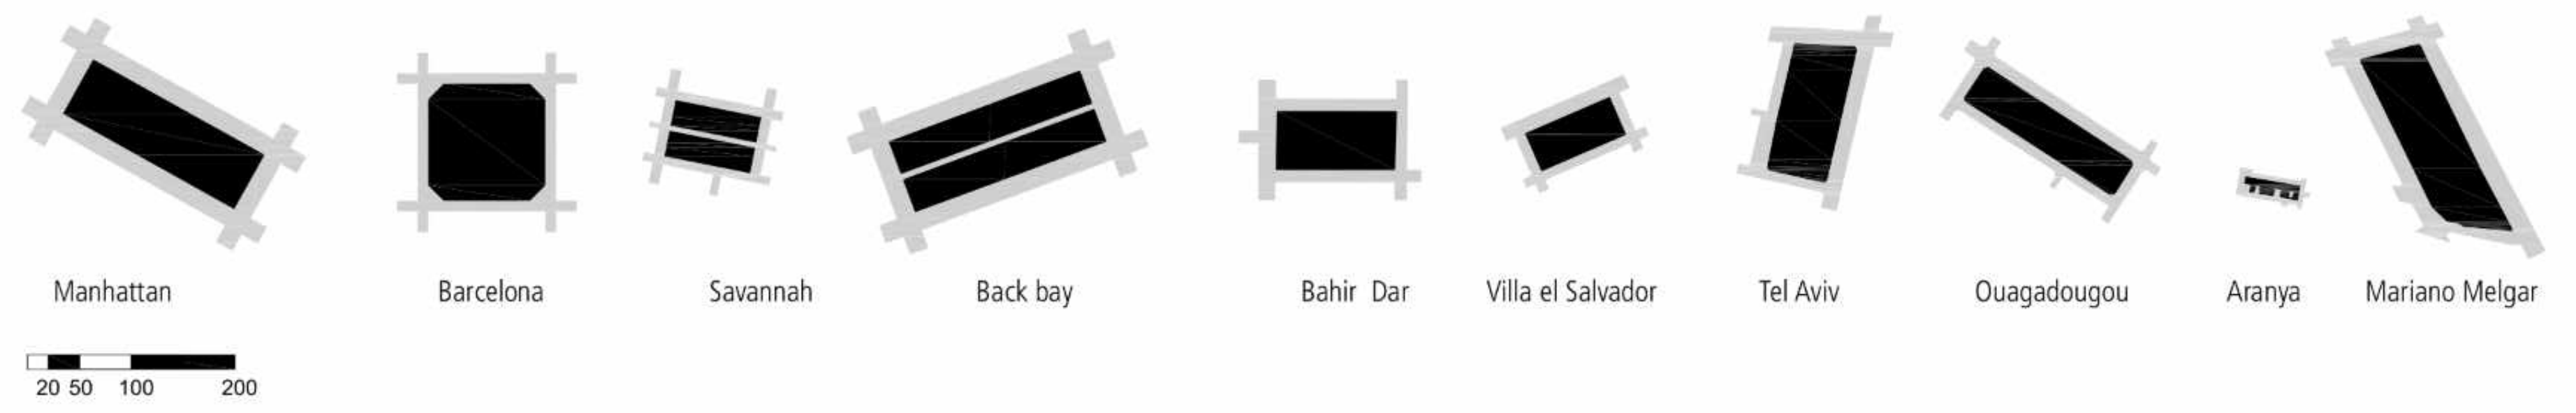 Manhattan Barcelona Savannah Back bay Bahir Dar Villa el Salvador Tel Aviv Ouagadougou Aranya Mariano Melgar
20 50 100 200